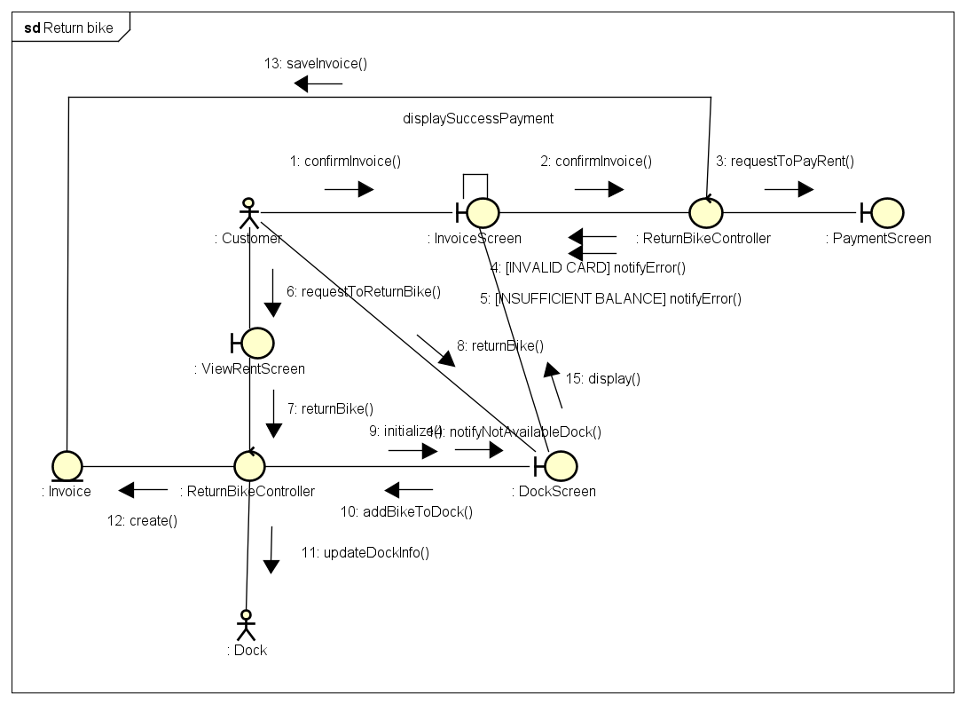 sd Return bike
13: saveInvoice()
displaySuccessPayment
1: confirmInvoice()
2: confirmInvoice()
3: requestToPayRent()
: Customer
: InvoiceScreen
: ReturnBikeController
: PaymentScreen
4: [INVALID CARD] notifyError()
6: requestToReturnBike()
5: [INSUFFICIENT BALANCE] notifyError()
8: returnBike()
: ViewRentScreen
15: display()
7: returnBike()
9: initialize()
14: notifyNotAvailableDock()
: Invoice
: ReturnBikeController
: DockScreen
12: create()
10: addBikeToDock()
11: updateDockInfo()
: Dock